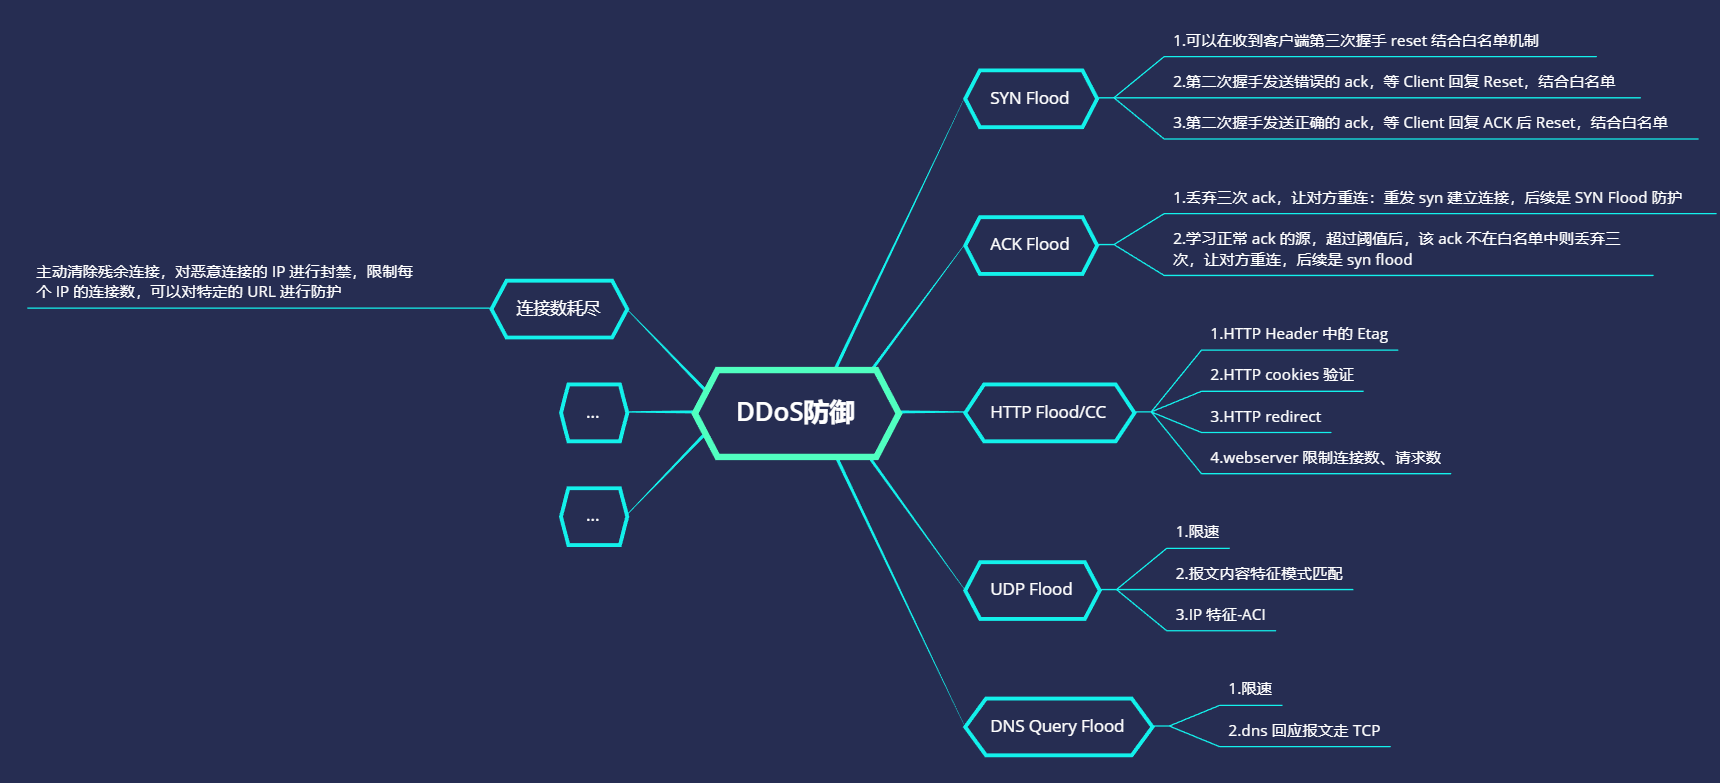 DDoS防御
SYN Flood
1.可以在收到客户端第三次握手 reset 结合白名单机制
2.第二次握手发送错误的 ack，等 Client 回复 Reset，结合白名单
3.第二次握手发送正确的 ack，等 Client 回复 ACK 后 Reset，结合白名单
ACK Flood
1.丢弃三次 ack，让对方重连：重发 syn 建立连接，后续是 SYN Flood 防护
2.学习正常 ack 的源，超过阈值后，该 ack 不在白名单中则丢弃三
次，让对方重连，后续是 syn flood
HTTP Flood/CC
1.HTTP Header 中的 Etag
2.HTTP cookies 验证
3.HTTP redirect
4.webserver 限制连接数、请求数
UDP Flood
1.限速
2.报文内容特征模式匹配
3.IP 特征-ACI
DNS Query Flood
1.限速
2.dns 回应报文走 TCP
连接数耗尽
主动清除残余连接，对恶意连接的 IP 进行封禁，限制每
个 IP 的连接数，可以对特定的 URL 进行防护
...
...